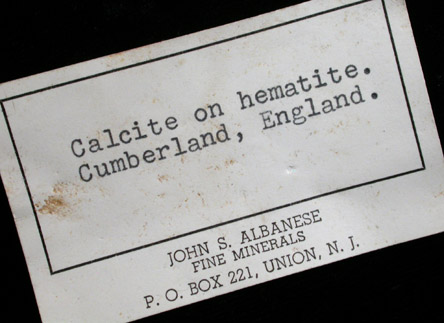 Calcite on hematite.
Cumberland, England.
JOHN S. ALBANESE
FINE MINERALS
P. O. BOX 221, UNION, N. J.